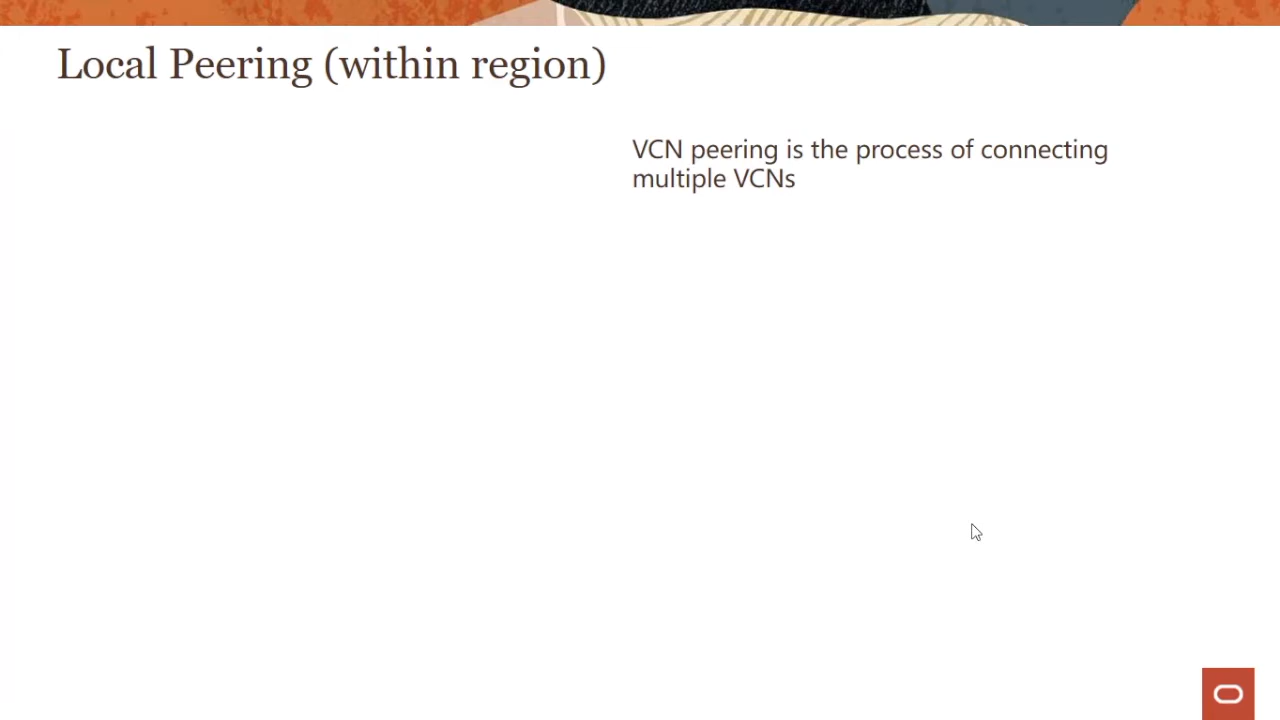 Local Peering (within region)
VCN peering is the process of connecting
multiple VCNs